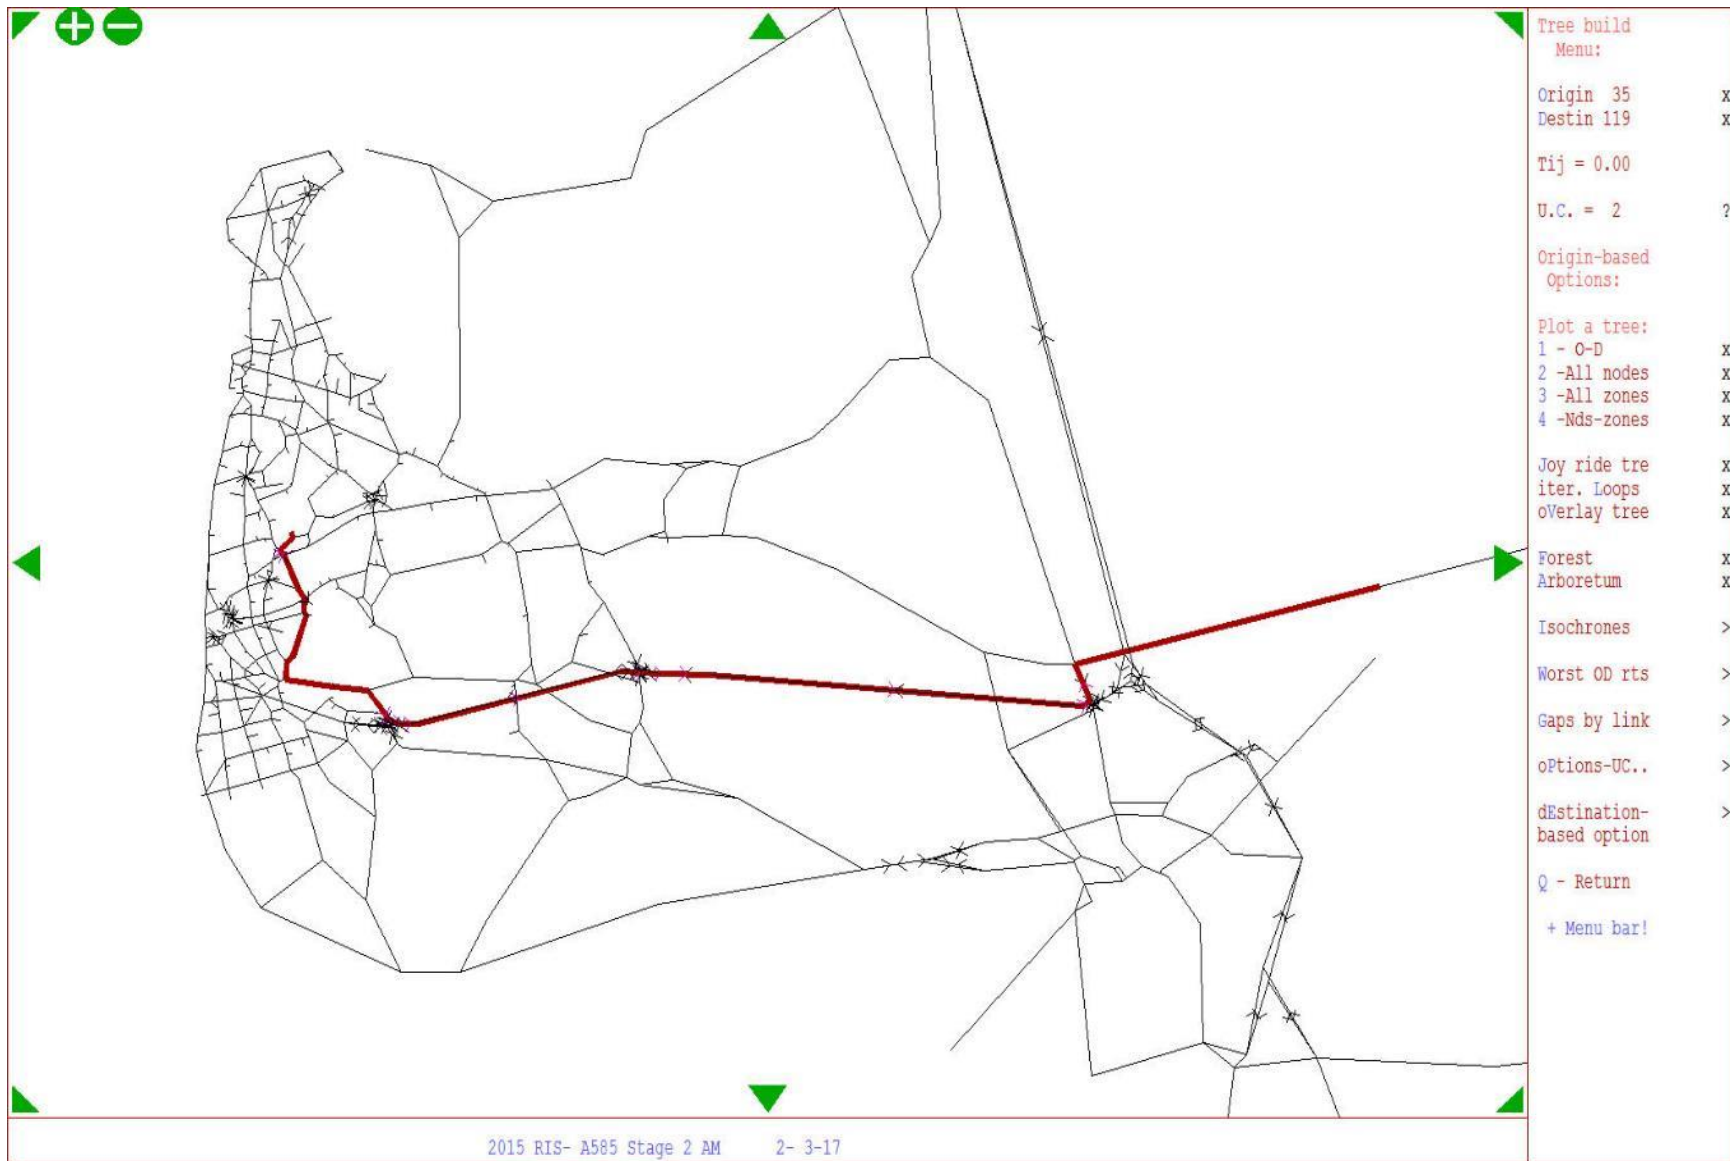 Tree build
Menu:
Origin 35 x
Destin 119 x
Tij = 0.00
U.C. = 2 ?
Origin-based
Options:
Plot a tree:
1 - O-D x
2 -All nodes x
3 -All zones x
4 -Nds-zones x
Joy ride tre x
iter. Loops x
oVerlay tree x
Forest x
Arboretum x
Isochrones >
Worst OD rts >
Gaps by link >
oPtions-UC.. >
dEstination- >
based option
Q - Return
+ Menu bar!
2015 RIS- A585 Stage 2 AM 2- 3-17